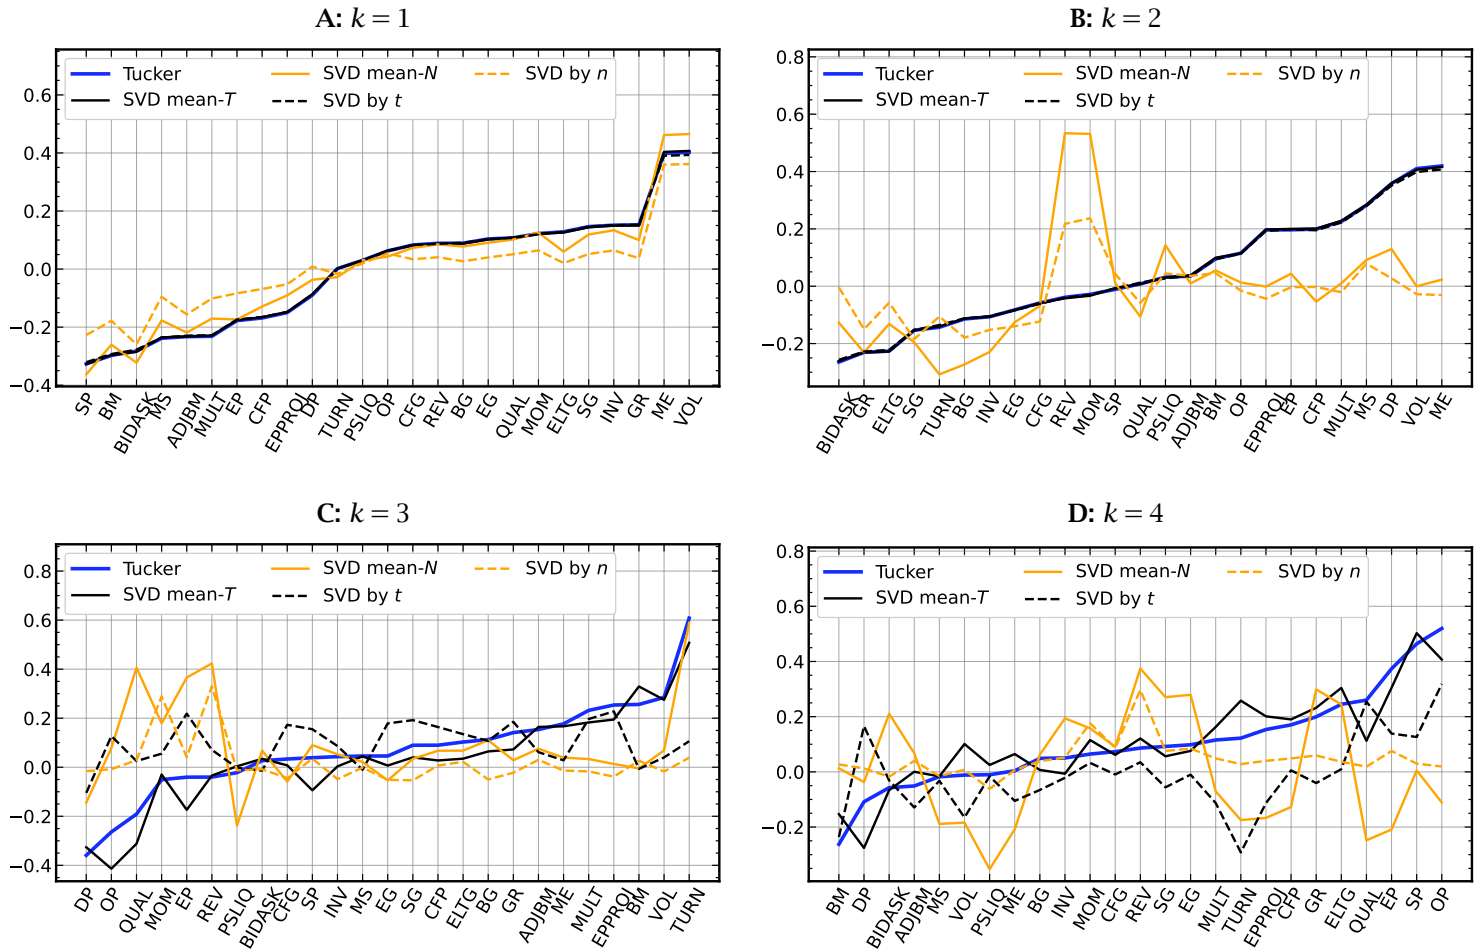 A: k = 1
Tucker
SVD mean-T
SVD mean-N
SVD by t
SVD by n
0.6
0.4
0.2
0.0
−0.2
−0.4
SP BM BIDASK MS ADJBM MULT EP CFP EPPROJ DP TURN PSLIQ OP CFG REV BG EG QUAL MOM ELTG SG INV GR ME VOL
B: k = 2
Tucker
SVD mean-T
SVD mean-N
SVD by t
SVD by n
0.8
0.6
0.4
0.2
0.0
−0.2
BIDASK GR ELTG SG TURN BG INV EG CFG REV MOM SP QUAL PSLIQ ADJBM BM OP EPPROJ EP CFP MULT MS DP VOL ME
C: k = 3
Tucker
SVD mean-T
SVD mean-N
SVD by t
SVD by n
0.8
0.6
0.4
0.2
0.0
−0.2
−0.4
DP OP QUAL MOM EP REV PSLIQ BIDASK CFG SP INV MS EG SG CFP ELTG BG GR ADJBM ME MULT EPPROJ BM VOL TURN
D: k = 4
Tucker
SVD mean-T
SVD mean-N
SVD by t
SVD by n
0.8
0.6
0.4
0.2
0.0
−0.2
BM DP BIDASK ADJBM MS VOL PSLIQ ME BG INV MOM CFG REV SG EG MULT TURN EPPROJ CFP GR ELTG QUAL EP SP OP